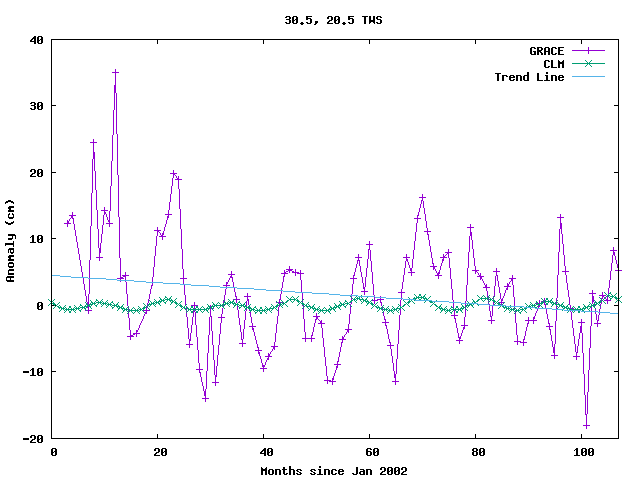 30.5, 20.5 TWS
GRACE
CLM
Trend Line
40
30
20
10
0
-10
-20
Anomaly (cm)
0 20 40 60 80 100
Months since Jan 2002